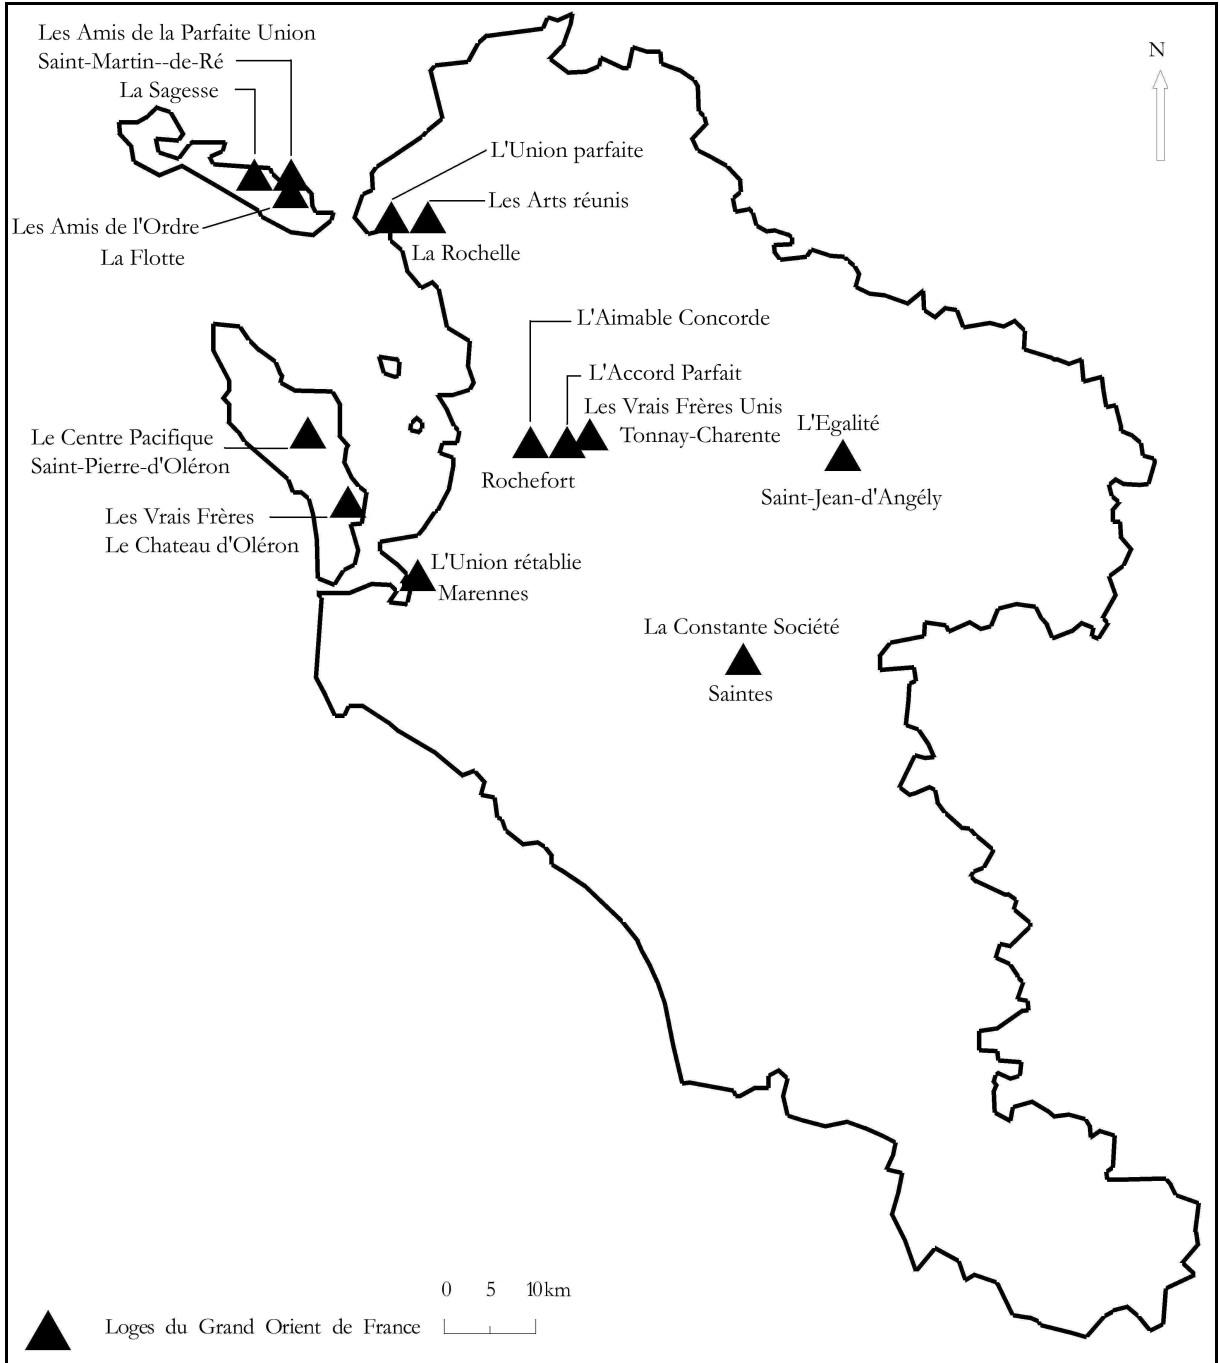 Les Amis de la Parfaite Union
Saint-Martin--de-Ré
La Sagesse
N
L'Union parfaite
Les Arts réunis
Les Amis de l'Ordre
La Flotte
La Rochelle
L'Aimable Concorde
L'Accord Parfait
Les Vrais Frères Unis
Tonnay-Charente
L'Egalité
Le Centre Pacifique
Saint-Pierre-d'Oléron
Rochefort
Saint-Jean-d'Angély
Les Vrais Frères
Le Chateau d'Oléron
L'Union rétablie
Marennes
La Constante Société
Saintes
0 5 10km
Loges du Grand Orient de France